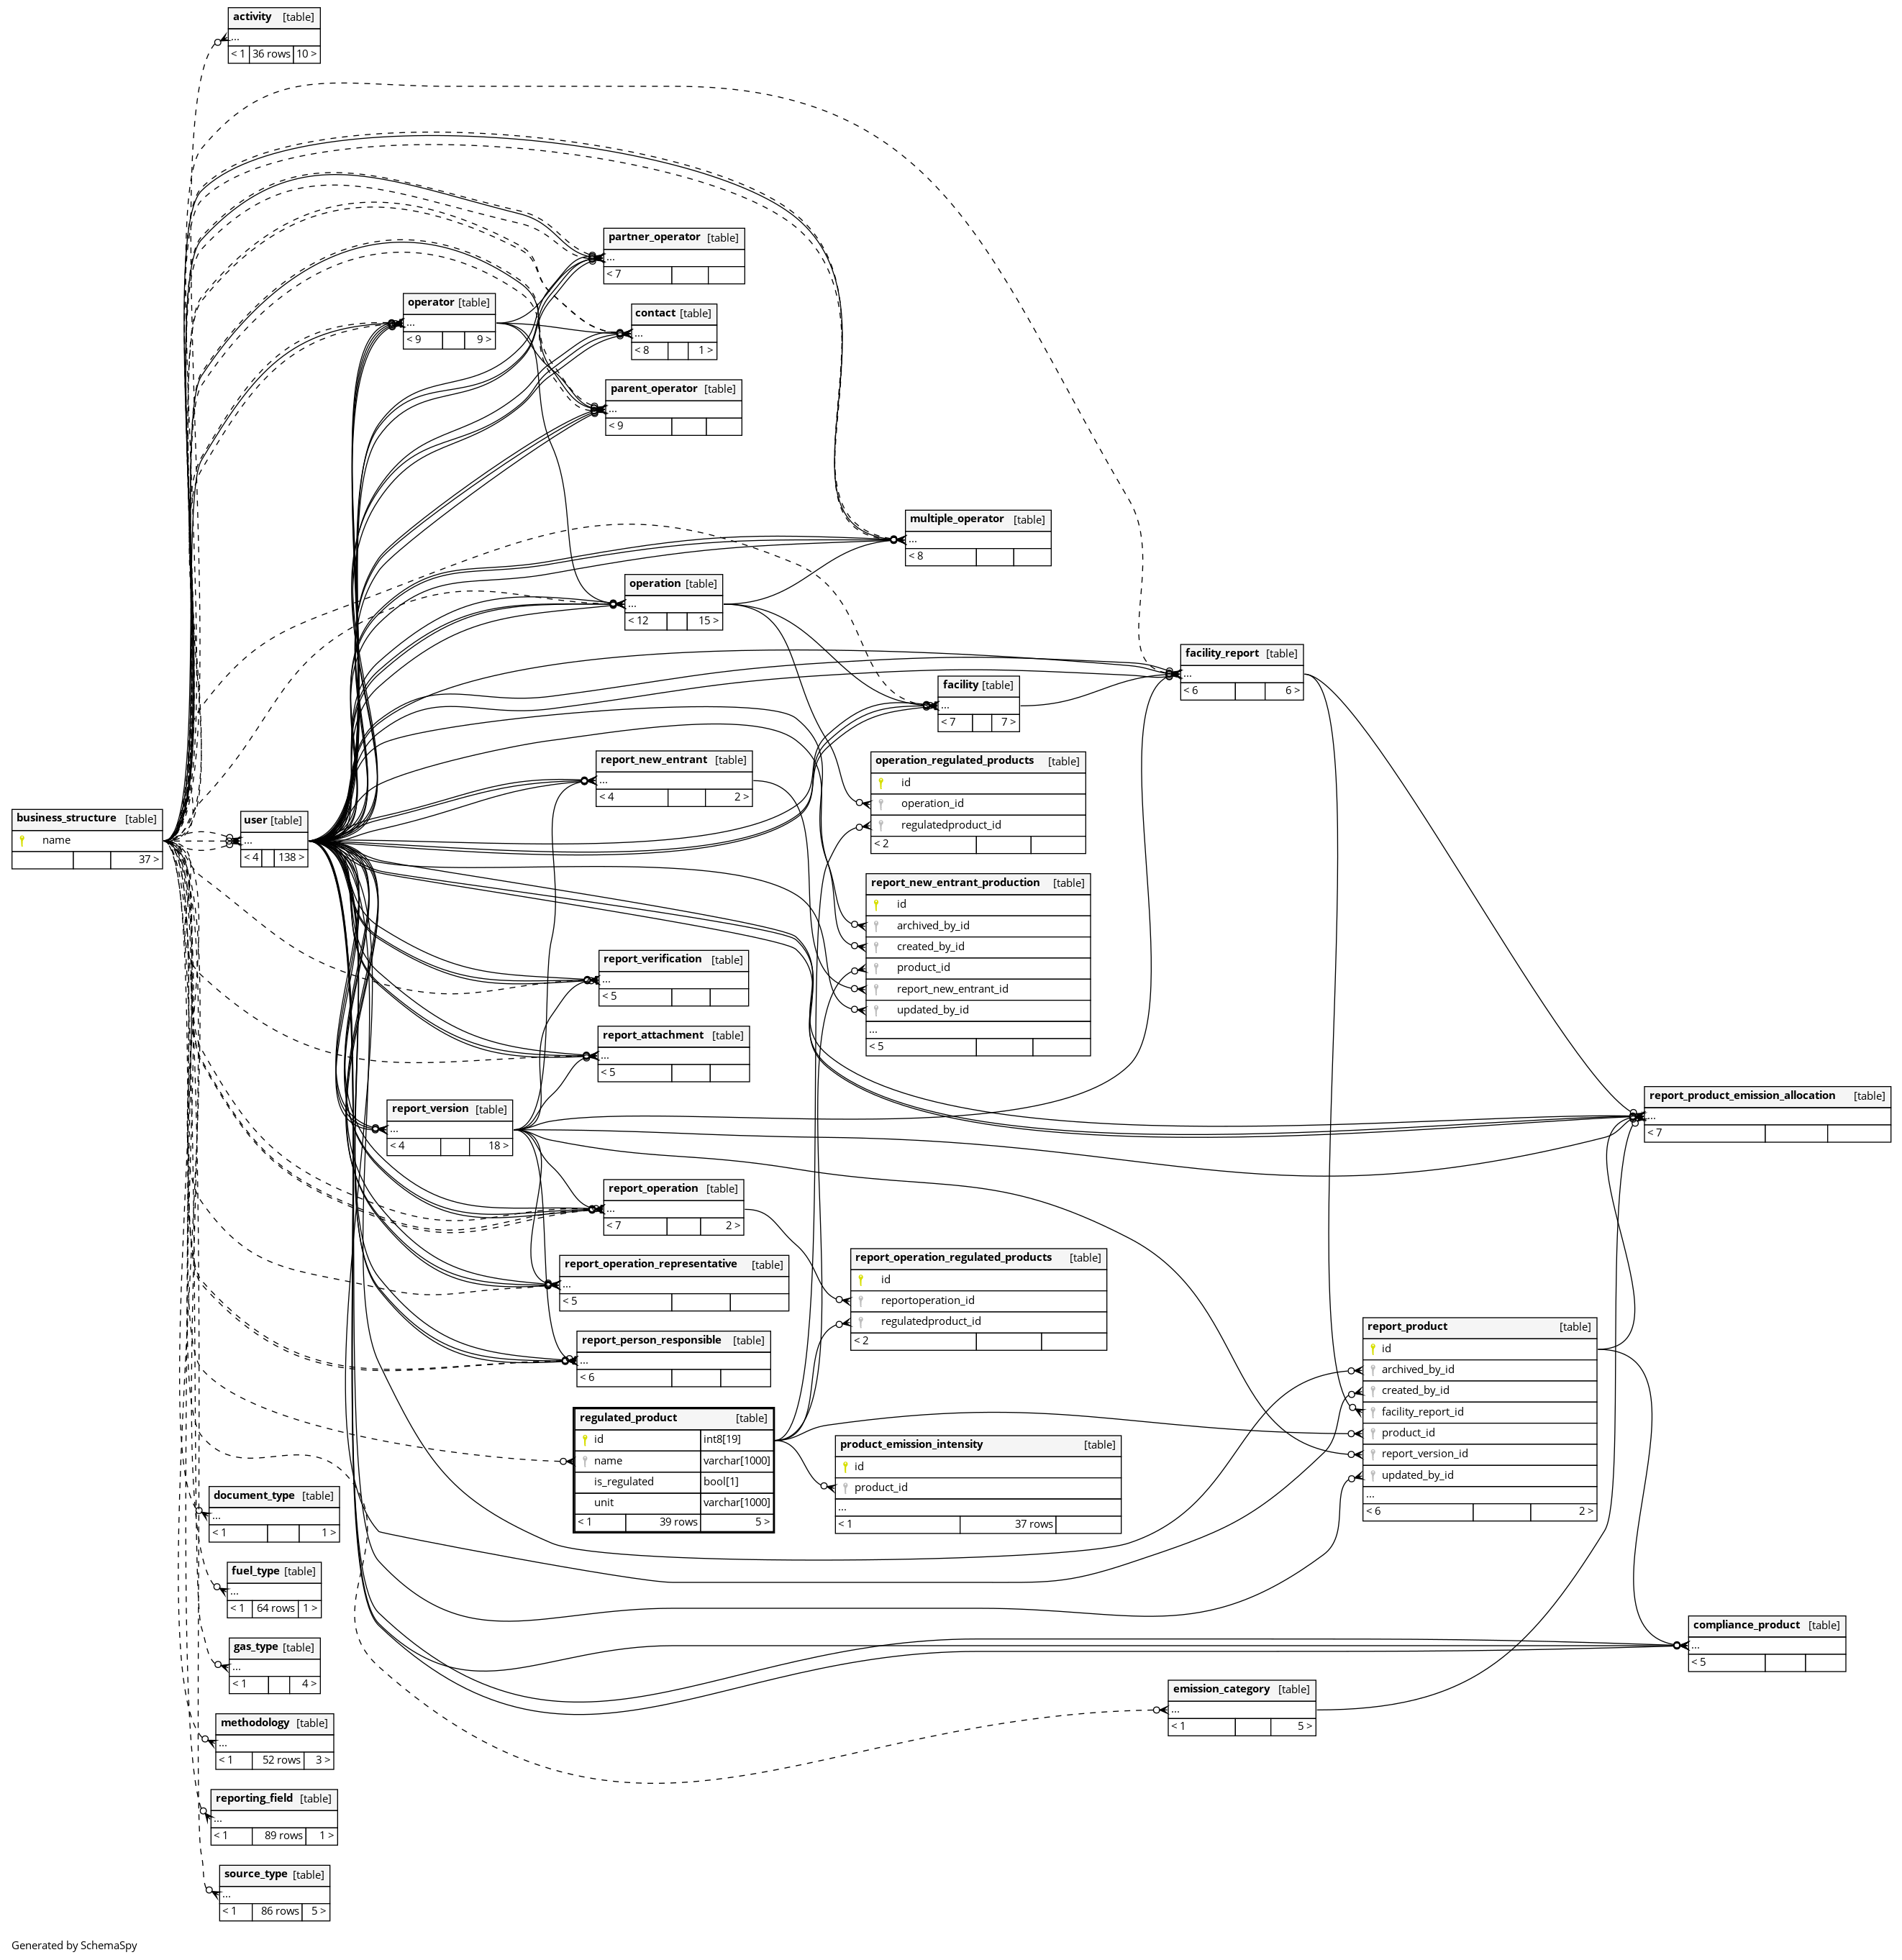 activity [table]
...
< 1 36 rows 10 >
partner_operator [table]
...
< 7
operator [table]
...
< 9 9 >
contact [table]
...
< 8 1 >
parent_operator [table]
...
< 9
multiple_operator [table]
...
< 8
operation [table]
...
< 12 15 >
facility_report [table]
...
< 6 6 >
facility [table]
...
< 7 7 >
report_new_entrant [table]
...
< 4 2 >
operation_regulated_products [table]
id
operation_id
regulatedproduct_id
< 2
business_structure [table]
name
37 >
user [table]
...
< 4 138 >
report_new_entrant_production [table]
id
archived_by_id
created_by_id
product_id
report_new_entrant_id
updated_by_id
...
< 5
report_verification [table]
...
< 5
report_attachment [table]
...
< 5
report_version [table]
...
< 4 18 >
report_product_emission_allocation [table]
...
< 7
report_operation [table]
...
< 7 2 >
report_operation_representative [table]
...
< 5
report_operation_regulated_products [table]
id
reportoperation_id
regulatedproduct_id
< 2
report_person_responsible [table]
...
< 6
report_product [table]
id
archived_by_id
created_by_id
facility_report_id
product_id
report_version_id
updated_by_id
...
< 6 2 >
regulated_product [table]
id int8[19]
name varchar[1000]
is_regulated bool[1]
unit varchar[1000]
< 1 39 rows 5 >
product_emission_intensity [table]
id
product_id
...
< 1 37 rows
document_type [table]
...
< 1 1 >
fuel_type [table]
...
< 1 64 rows 1 >
gas_type [table]
...
< 1 4 >
compliance_product [table]
...
< 5
emission_category [table]
...
< 1 5 >
methodology [table]
...
< 1 52 rows 3 >
reporting_field [table]
...
< 1 89 rows 1 >
source_type [table]
...
< 1 86 rows 5 >
Generated by SchemaSpy